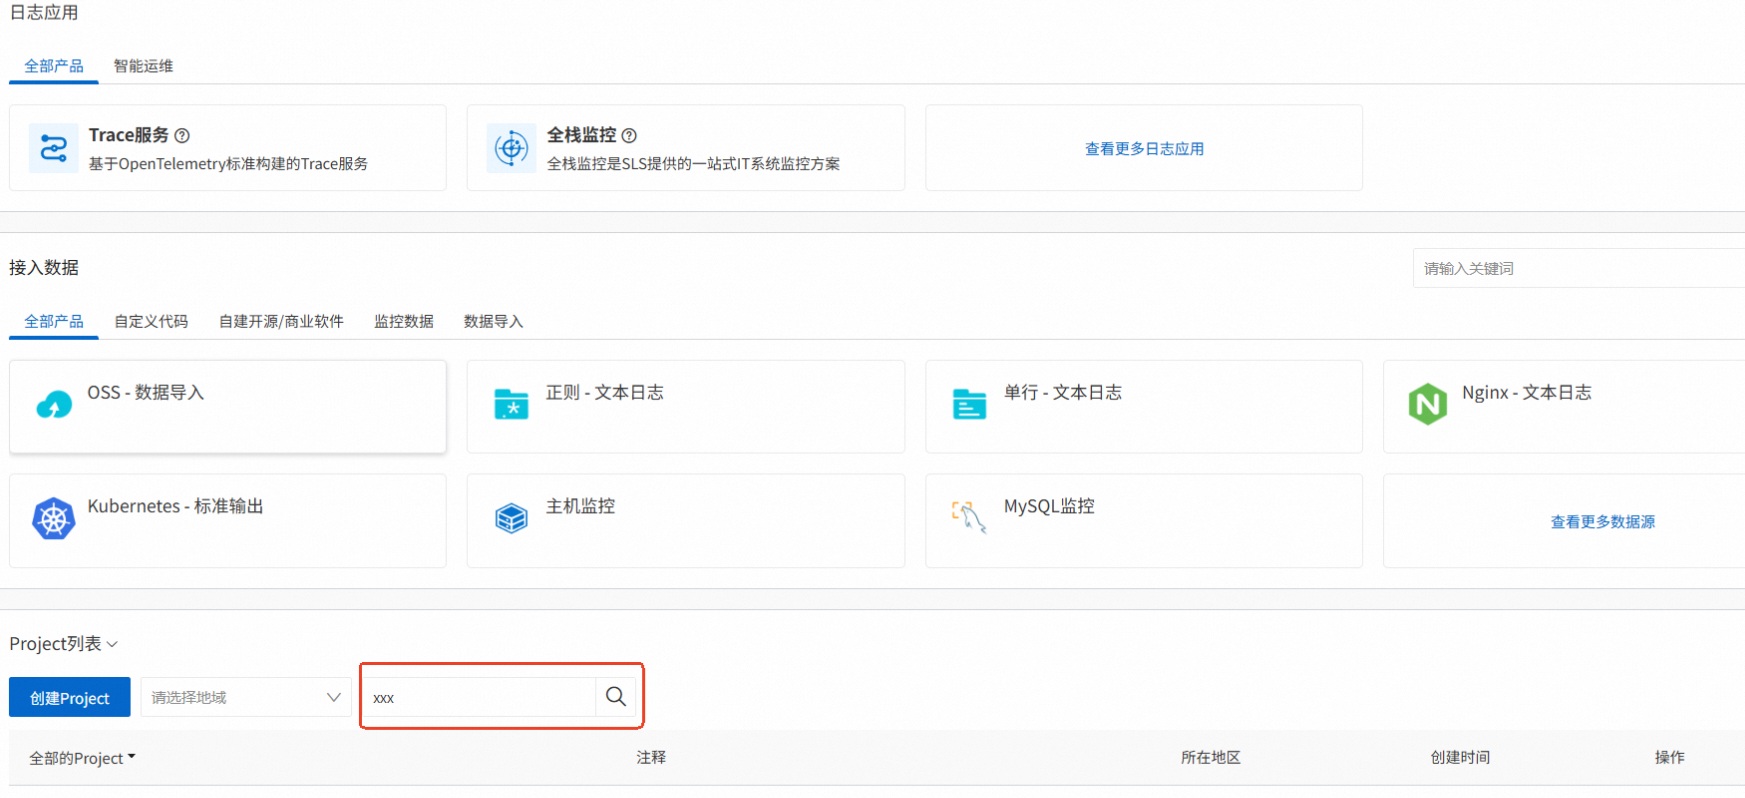 日志应用
全部产品 智能运维
Trace服务
基于OpenTelemetry标准构建的Trace服务
全栈监控
全栈监控是SLS提供的一站式IT系统监控方案
查看更多日志应用
接入数据
请输入关键词
全部产品 自定义代码 自建开源/商业软件 监控数据 数据导入
OSS - 数据导入
正则 - 文本日志
单行 - 文本日志
Nginx - 文本日志
Kubernetes - 标准输出
主机监控
MySQL监控
查看更多数据源
Project列表
创建Project 请选择地域 xxx
全部的Project 注释 所在地区 创建时间 操作